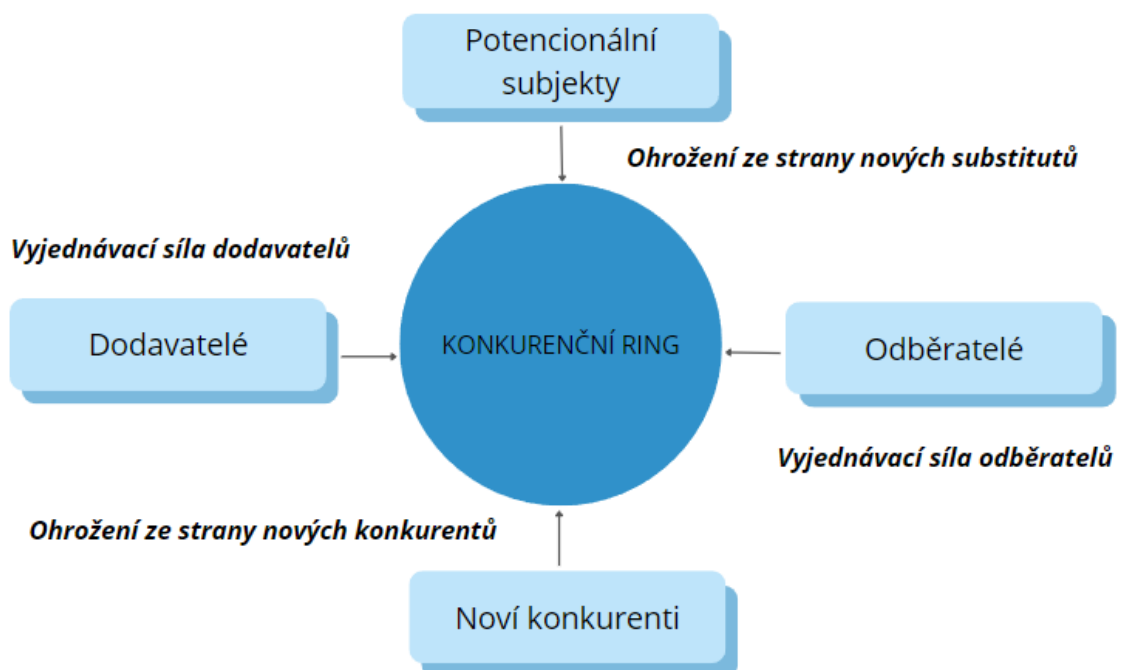 Potencionální
subjekty
Ohrožení ze strany nových substitutů
Vyjednávací síla dodavatelů
Dodavatelé
KONKURENČNÍ RING
Odběratelé
Vyjednávací síla odběratelů
Ohrožení ze strany nových konkurentů
Noví konkurenti